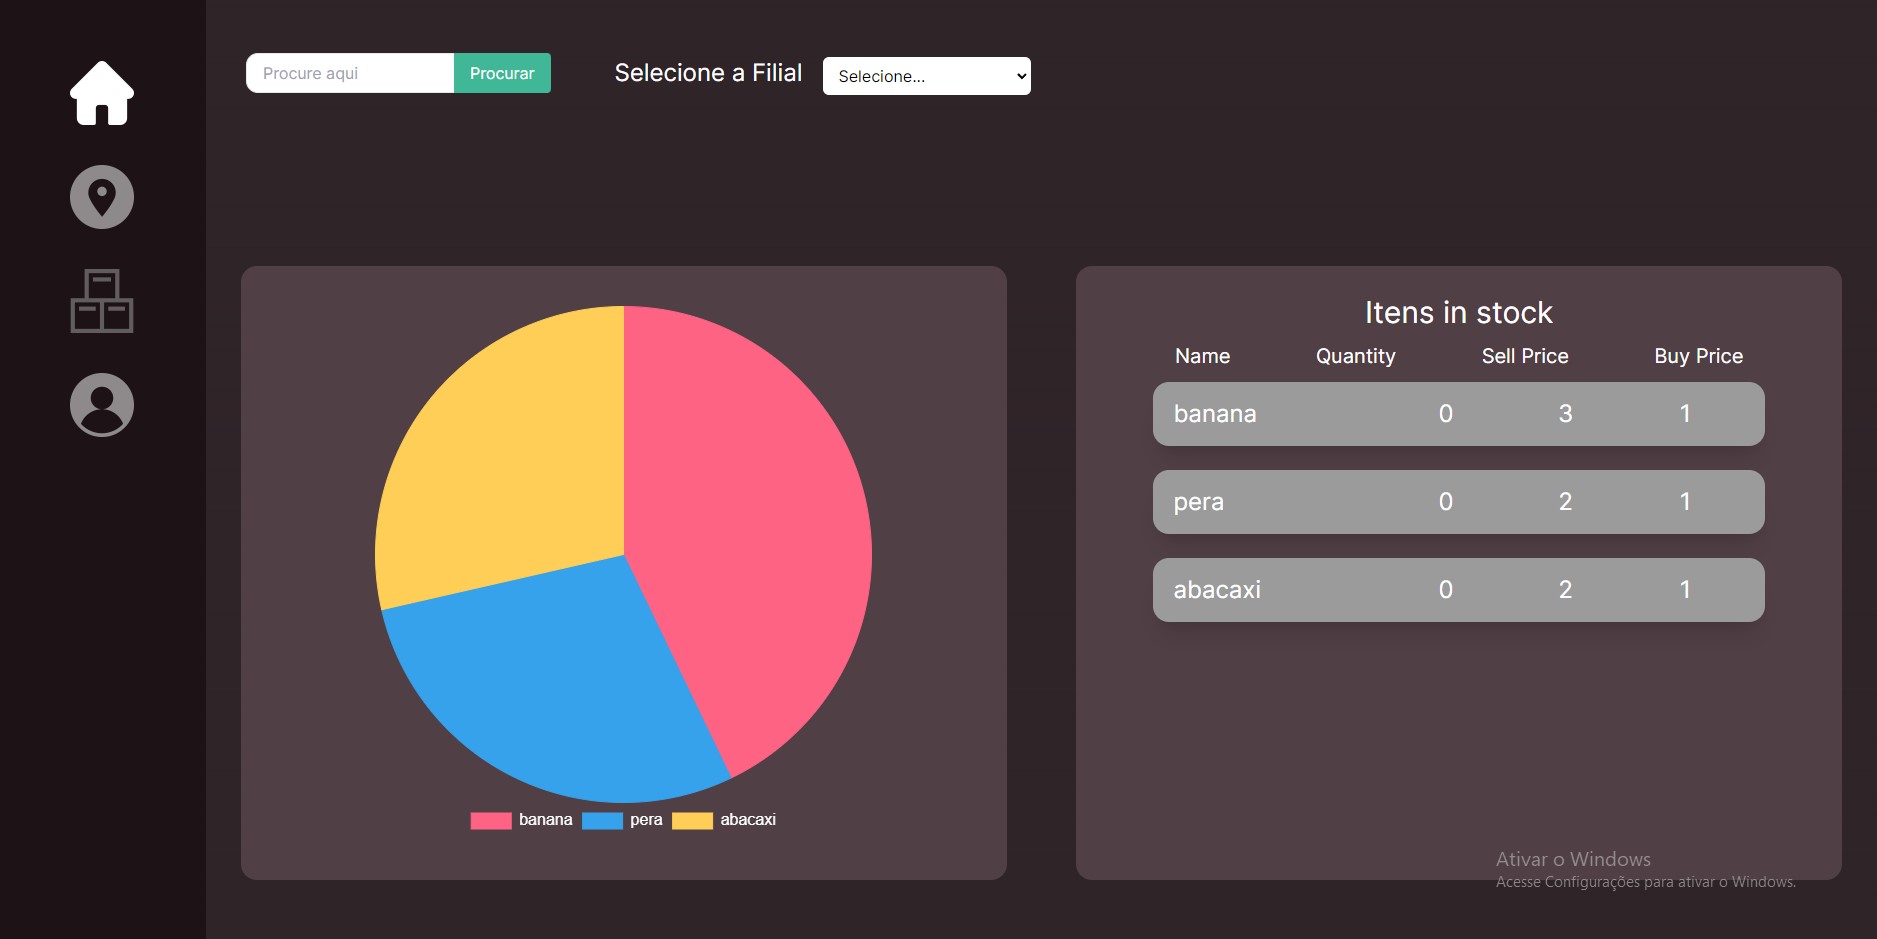 Procure aqui Procurar Selecione a Filial Selecione...
Itens in stock
Name Quantity Sell Price Buy Price
banana 0 3 1
pera 0 2 1
abacaxi 0 2 1
banana pera abacaxi
Ativar o Windows
Acesse Configurações para ativar o Windows.